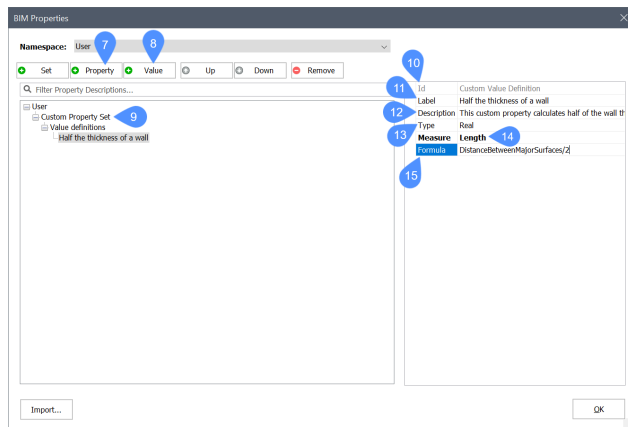 BIM Properties
Namespace: User
7 8
Set Property Value Up Down Remove
Filter Property Descriptions...
User
Custom Property Set 9
Value definitions
Half the thickness of a wall
10
Id Custom Value Definition
11 Label Half the thickness of a wall
12 Description This custom property calculates half of the wall th
13 Type Real
Measure Length 14
Formula DistanceBetweenMajorSurfaces/2
15
Import...
OK